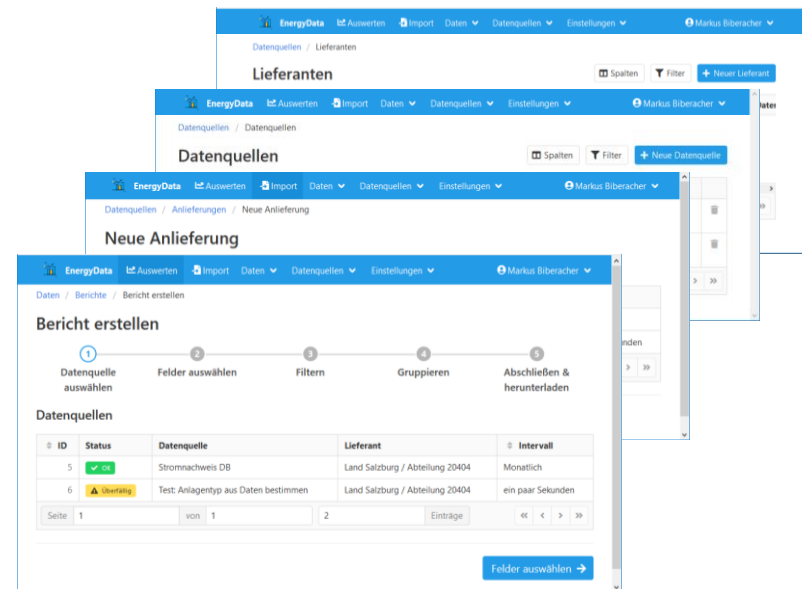 EnergyData Auswerten Import Daten Datenquellen Einstellungen Markus Biberacher
Datenquellen / Lieferanten
Lieferanten
Spalten Filter + Neuer Lieferant
EnergyData Auswerten Import Daten Datenquellen Einstellungen Markus Biberacher
Datenquellen / Datenquellen
Datenquellen
Spalten Filter + Neue Datenquelle
EnergyData Auswerten Import Daten Datenquellen Einstellungen Markus Biberacher
Datenquellen / Anlieferungen / Neue Anlieferung
Neue Anlieferung
nden
EnergyData Auswerten Import Daten Datenquellen Einstellungen Markus Biberacher
Daten / Berichte / Bericht erstellen
Bericht erstellen
1 2 3 4 5
Datenquelle Felder auswählen Filtern Gruppieren Abschließen &
auswählen herunterladen
Datenquellen
ID Status Datenquelle Lieferant Intervall
5 OK Stromnachweis DB Land Salzburg / Abteilung 20404 Monatlich
6 Überfällig Test: Anlagentyp aus Daten bestimmen Land Salzburg / Abteilung 20404 ein paar Sekunden
Seite 1 von 1 2 Einträge « < > »
Felder auswählen →